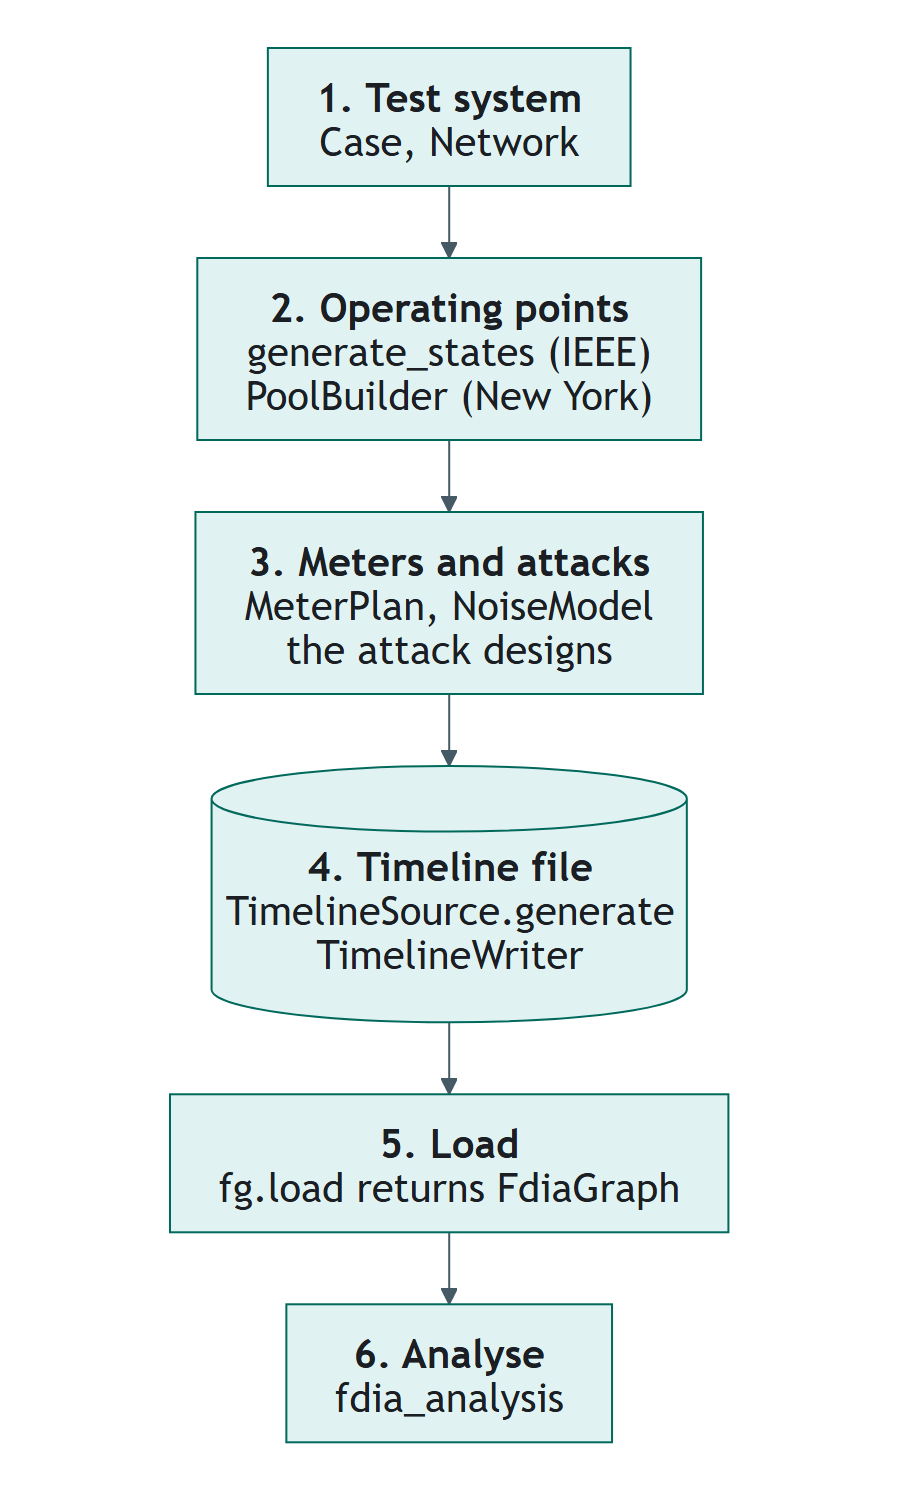 1. Test system
Case, Network
2. Operating points
generate_states (IEEE)
PoolBuilder (New York)
3. Meters and attacks
MeterPlan, NoiseModel
the attack designs
4. Timeline file
TimelineSource.generate
TimelineWriter
5. Load
fg.load returns FdiaGraph
6. Analyse
fdia_analysis